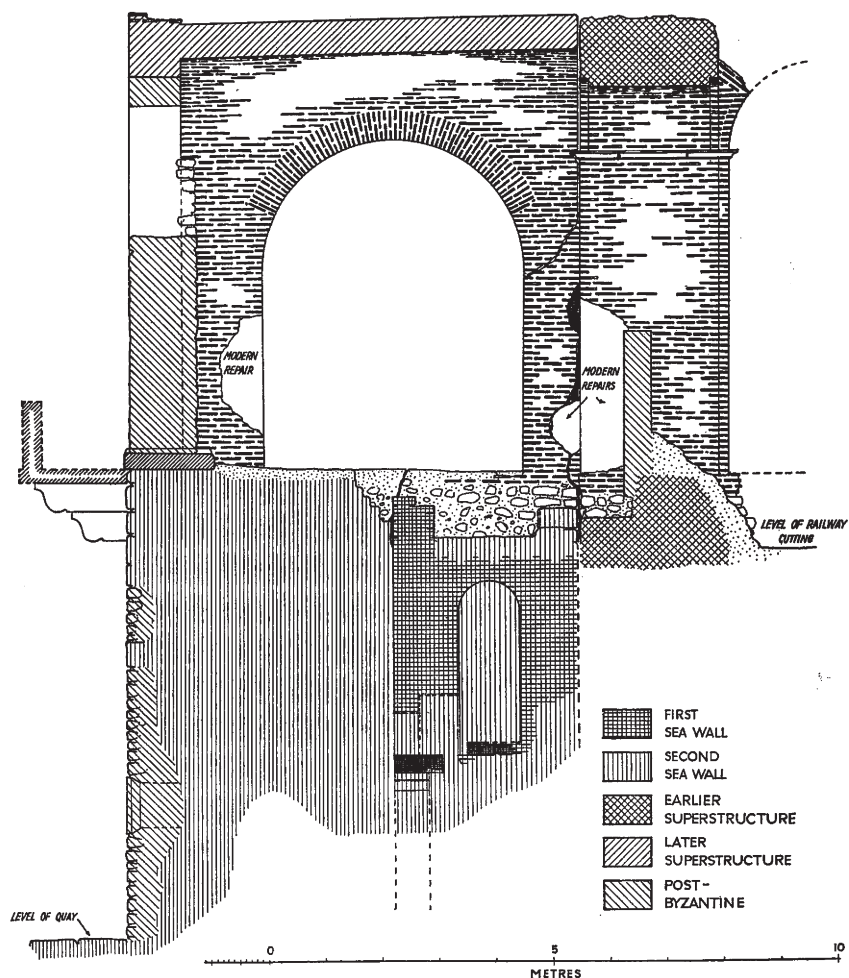 MODERN
REPAIR
MODERN
REPAIRS
LEVEL OF RAILWAY
CUTTING
FIRST
SEA WALL
SECOND
SEA WALL
EARLIER
SUPERSTRUCTURE
LATER
SUPERSTRUCTURE
POST-
BYZANTINE
LEVEL OF QUAY
0 5 10
METRES